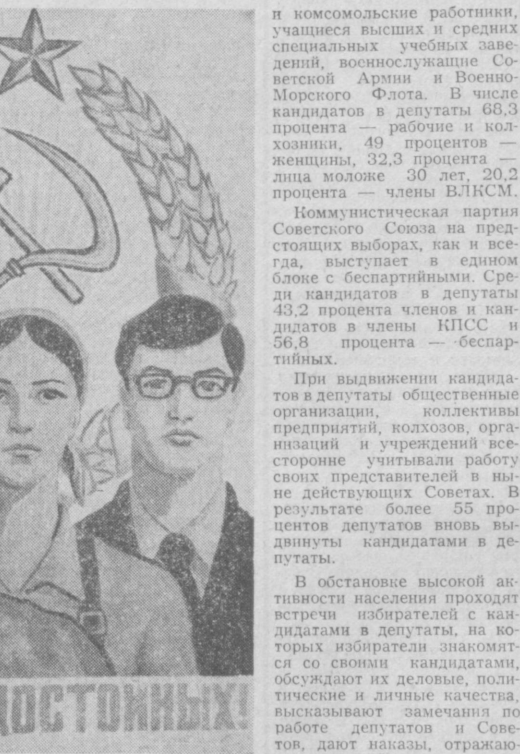 и комсомольские работники,
учащиеся высших и средних
специальных учебных заве-
дений, военнослужащие Со-
ветской Армии и Военно-
Морского Флота. В числе
кандидатов в депутаты 68,3
процента — рабочие и кол-
хозники, 49 процентов —
женщины, 32,3 процента —
лица моложе 30 лет, 20,2
процента — члены ВЛКСМ.
Коммунистическая партия
Советского Союза на пред-
стоящих выборах, как и все-
гда, выступает в едином
блоке с беспартийными. Сре-
ди кандидатов в депутаты
43,2 процента членов и кан-
дидатов в члены КПСС и
56,8 процента — беспар-
тийных.
При выдвижении кандида-
тов в депутаты общественные
организации, коллективы
предприятий, колхозов, орга-
низаций и учреждений все-
сторонне учитывали работу
своих представителей в ны-
не действующих Советах. В
результате более 55 про-
центов депутатов вновь вы-
двинуты кандидатами в де-
путаты.
В обстановке высокой ак-
тивности населения проходят
встречи избирателей с кан-
дидатами в депутаты, на ко-
торых избиратели знакомят-
ся со своими кандидатами,
обсуждают их деловые, поли-
тические и личные качества,
высказывают замечания по
работе депутатов и Сове-
тов, дают наказы, отражаю-
ДОСТОЙНЫХ!